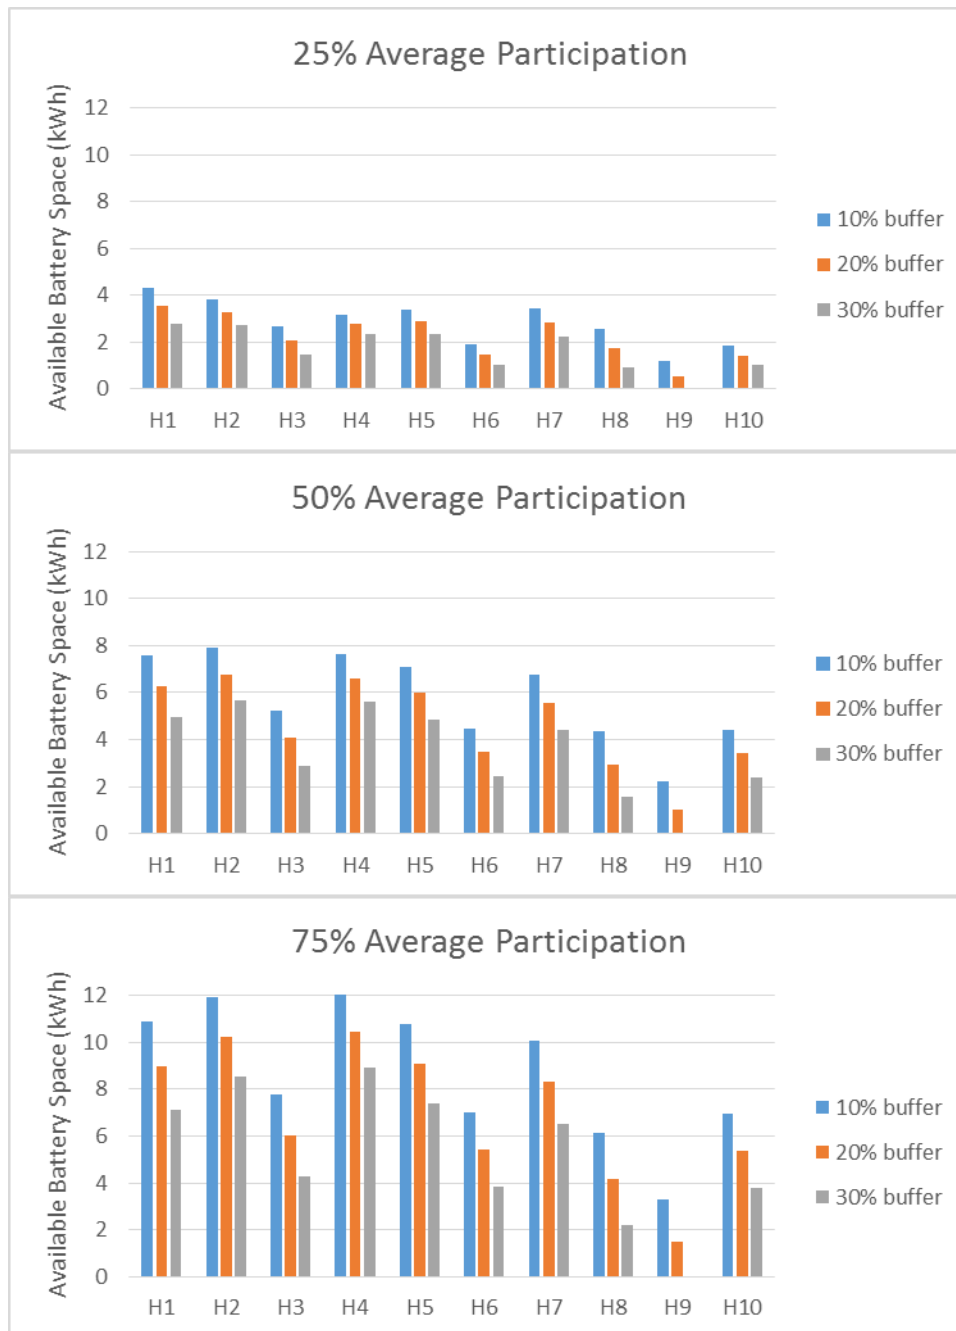 25% Average Participation
Available Battery Space (kWh)
12
10
8
6
4
2
0
H1 H2 H3 H4 H5 H6 H7 H8 H9 H10
10% buffer
20% buffer
30% buffer
50% Average Participation
Available Battery Space (kWh)
12
10
8
6
4
2
0
H1 H2 H3 H4 H5 H6 H7 H8 H9 H10
10% buffer
20% buffer
30% buffer
75% Average Participation
Available Battery Space (kWh)
12
10
8
6
4
2
0
H1 H2 H3 H4 H5 H6 H7 H8 H9 H10
10% buffer
20% buffer
30% buffer